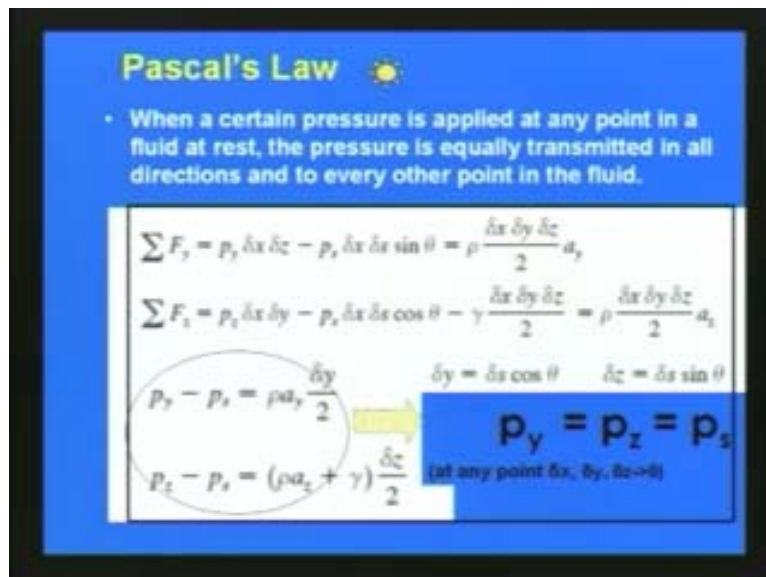 Pascal's Law
• When a certain pressure is applied at any point in a
fluid at rest, the pressure is equally transmitted in all
directions and to every other point in the fluid.
∑ F_y = p_y δx δz − p_s δx δs sin θ = ρ (δx δy δz)/2 a_y
∑ F_z = p_z δx δy − p_s δx δs cos θ − γ (δx δy δz)/2 = ρ (δx δy δz)/2 a_z
δy = δs cos θ δz = δs sin θ
p_y − p_s = ρa_y δy/2
p_y = p_z = p_s
p_z − p_s = (ρa_z + γ) δz/2
(at any point δx, δy, δz->0)